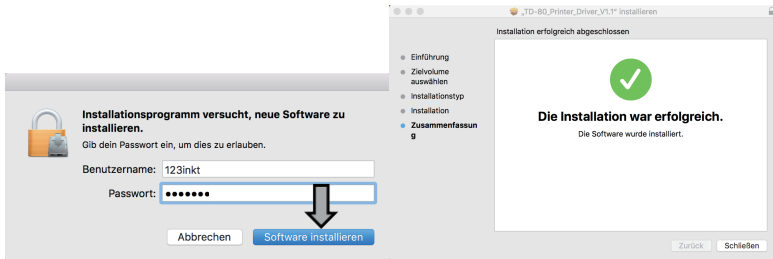 Installationsprogramm versucht, neue Software zu
installieren.
Gib dein Passwort ein, um dies zu erlauben.
Benutzername: 123inkt
Passwort: •••••••
Abbrechen
Software installieren
„TD-80_Printer_Driver_V1.1“ installieren
Installation erfolgreich abgeschlossen
Einführung
Zielvolume
auswählen
Installationstyp
Installation
Zusammenfassun
g
Die Installation war erfolgreich.
Die Software wurde installiert.
Zurück
Schließen